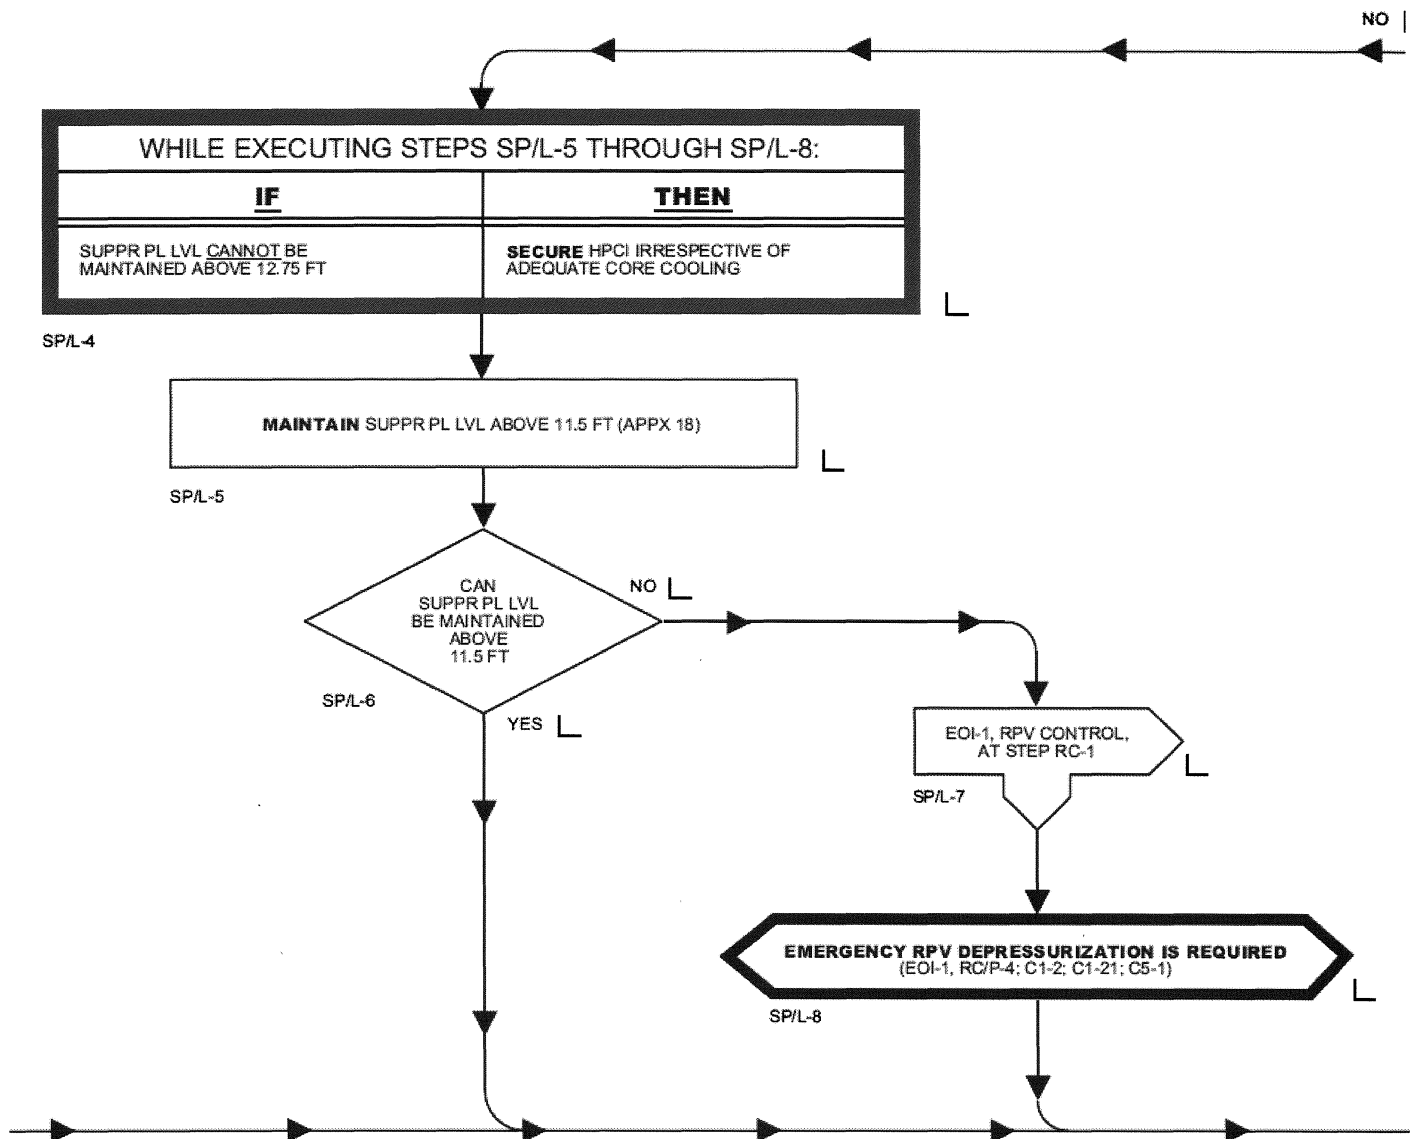 NO
WHILE EXECUTING STEPS SP/L-5 THROUGH SP/L-8:
IF
THEN
SUPPR PL LVL CANNOT BE
MAINTAINED ABOVE 12.75 FT
SECURE HPCI IRRESPECTIVE OF
ADEQUATE CORE COOLING
SP/L-4
MAINTAIN SUPPR PL LVL ABOVE 11.5 FT (APPX 18)
SP/L-5
CAN
SUPPR PL LVL
BE MAINTAINED
ABOVE
11.5 FT
NO
SP/L-6
YES
EOI-1, RPV CONTROL,
AT STEP RC-1
SP/L-7
EMERGENCY RPV DEPRESSURIZATION IS REQUIRED
(EOI-1, RC/P-4; C1-2; C1-21; C5-1)
SP/L-8